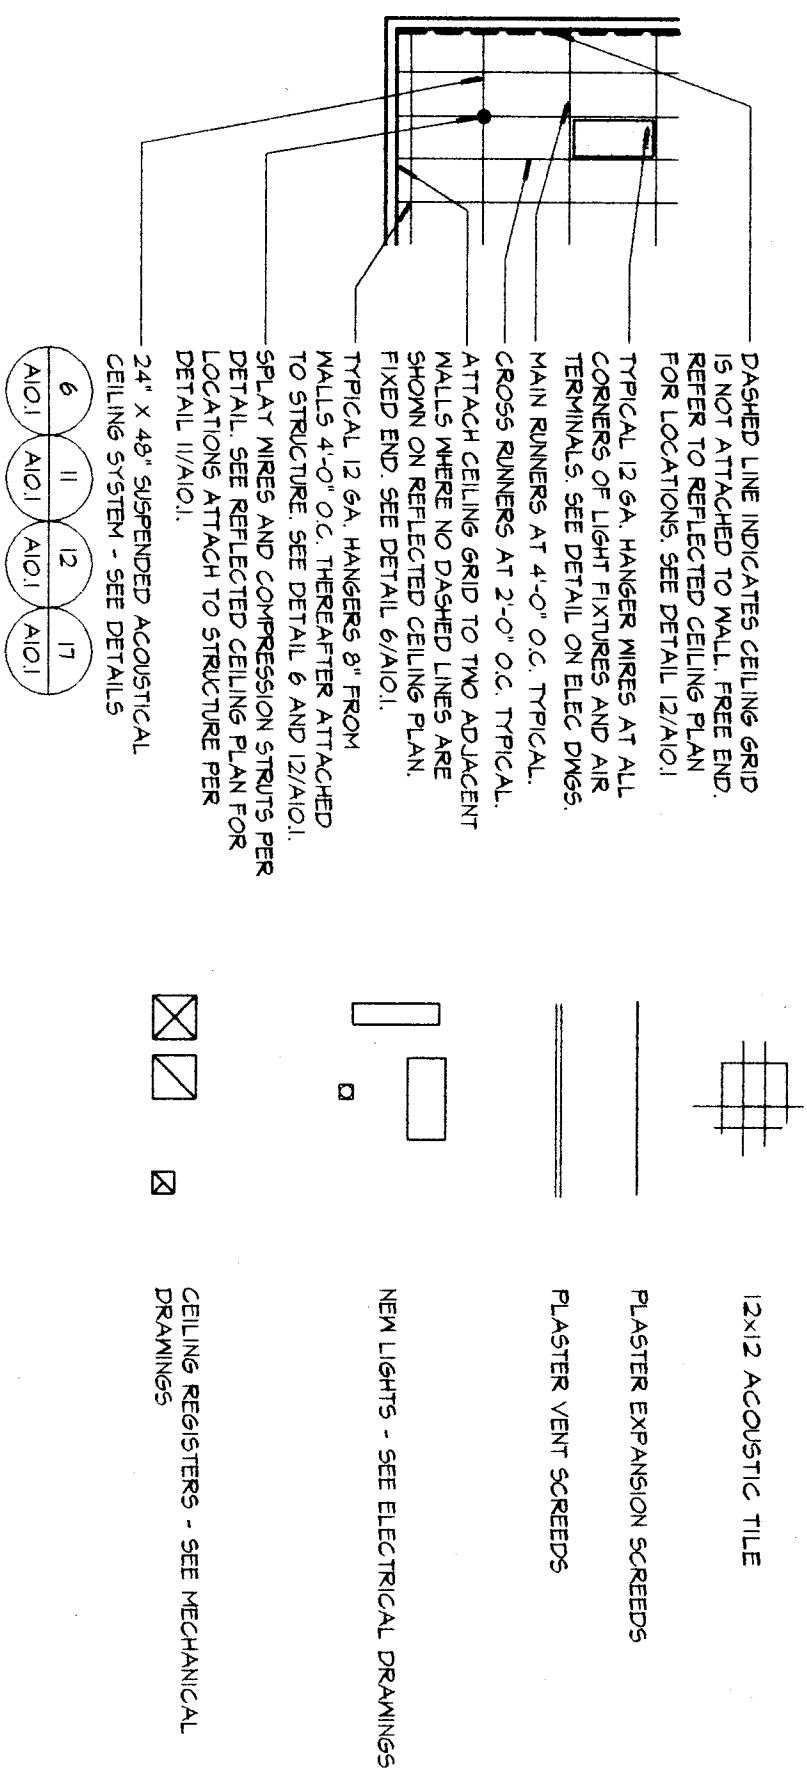 DASHED LINE INDICATES CEILING GRID
IS NOT ATTACHED TO WALL. FREE END.
REFER TO REFLECTED CEILING PLAN
FOR LOCATIONS. SEE DETAIL 12/A10.1
TYPICAL 12 GA. HANGER WIRES AT ALL
CORNERS OF LIGHT FIXTURES AND AIR
TERMINALS. SEE DETAIL ON ELEC DWGS.
MAIN RUNNERS AT 4'-0" O.C. TYPICAL.
CROSS RUNNERS AT 2'-0" O.C. TYPICAL.
ATTACH CEILING GRID TO TWO ADJACENT
WALLS WHERE NO DASHED LINES ARE
SHOWN ON REFLECTED CEILING PLAN.
FIXED END. SEE DETAIL 6/A10.1.
TYPICAL 12 GA. HANGERS 8" FROM
WALLS 4'-0" O.C. THEREAFTER ATTACHED
TO STRUCTURE. SEE DETAIL 6 AND 12/A10.1.
SPLAY WIRES AND COMPRESSION STRUTS PER
DETAIL. SEE REFLECTED CEILING PLAN FOR
LOCATIONS ATTACH TO STRUCTURE PER
DETAIL 11/A10.1.
24" X 48" SUSPENDED ACOUSTICAL
CEILING SYSTEM - SEE DETAILS
6 11 12 17
A10.1 A10.1 A10.1 A10.1
12x12 ACOUSTIC TILE
PLASTER EXPANSION SCREEDS
PLASTER VENT SCREEDS
NEW LIGHTS - SEE ELECTRICAL DRAWINGS
CEILING REGISTERS - SEE MECHANICAL
DRAWINGS